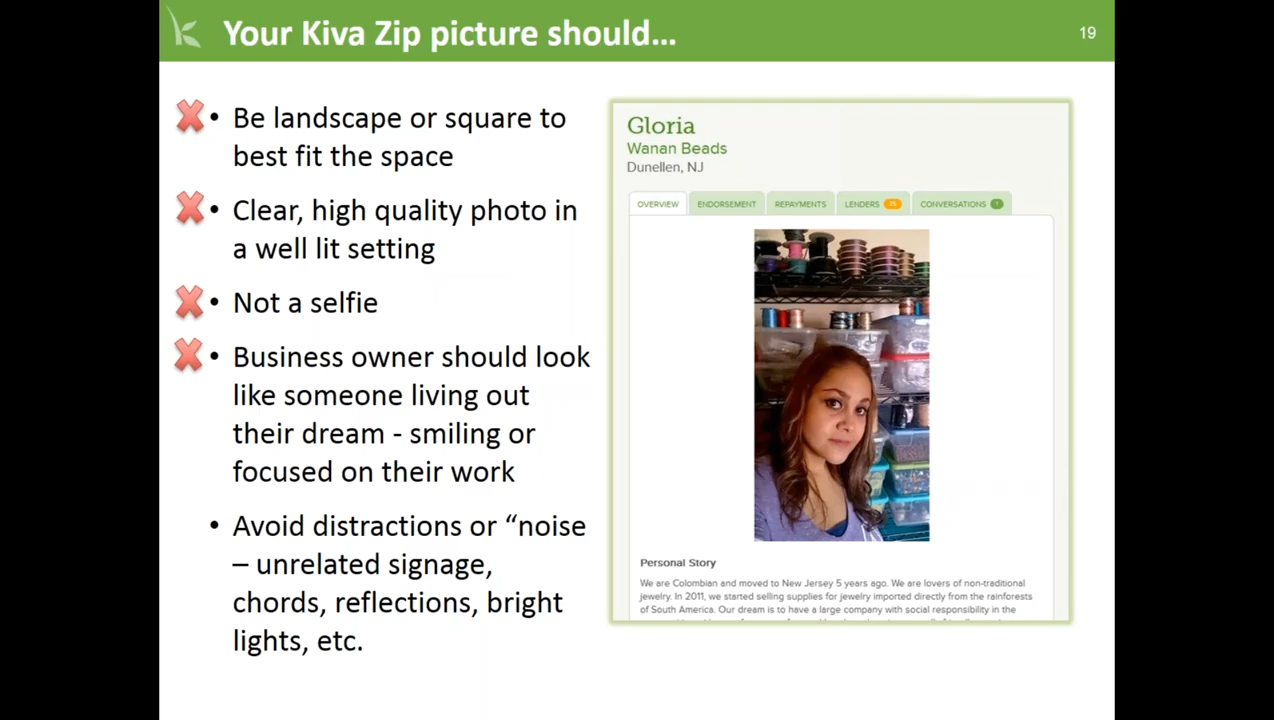 Your Kiva Zip picture should...
19
• Be landscape or square to
best fit the space
• Clear, high quality photo in
a well lit setting
• Not a selfie
• Business owner should look
like someone living out
their dream - smiling or
focused on their work
• Avoid distractions or “noise
– unrelated signage,
chords, reflections, bright
lights, etc.
Gloria
Wanan Beads
Dunellen, NJ
OVERVIEW ENDORSEMENT REPAYMENTS LENDERS CONVERSATIONS
Personal Story
We are Colombian and moved to New Jersey 5 years ago. We are lovers of non-traditional
jewelry. In 2011, we started selling supplies for jewelry imported directly from the rainforests
of South America. Our dream is to have a large company with social responsibility in the